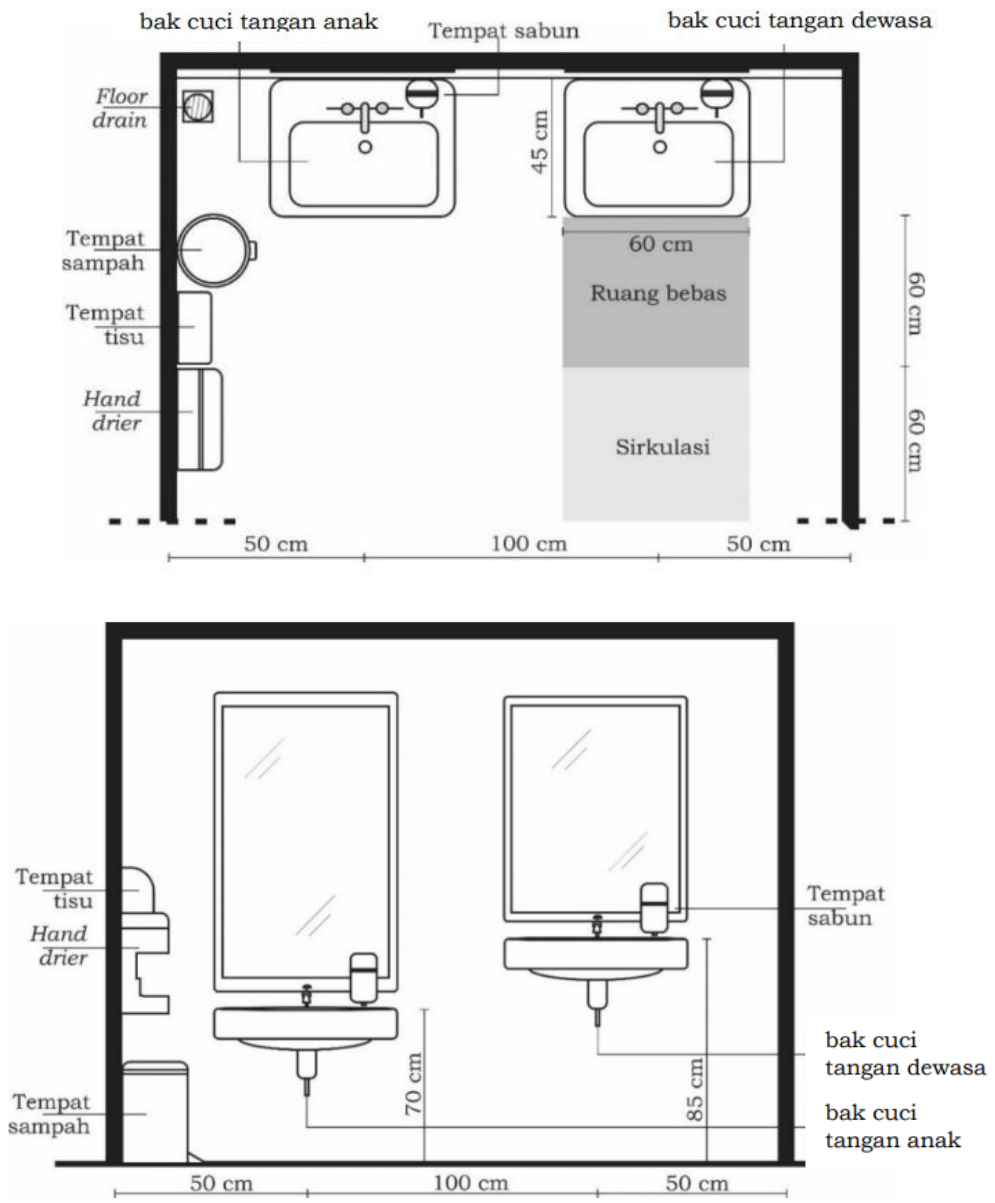 bak cuci tangan anak
Tempat sabun
bak cuci tangan dewasa
Floor
drain
45 cm
60 cm
Tempat
sampah
Ruang bebas
60 cm
Tempat
tisu
Hand
drier
Sirkulasi
60 cm
50 cm
100 cm
50 cm
Tempat
tisu
Hand
drier
Tempat
sabun
bak cuci
tangan dewasa
70 cm
85 cm
Tempat
sampah
bak cuci
tangan anak
50 cm
100 cm
50 cm